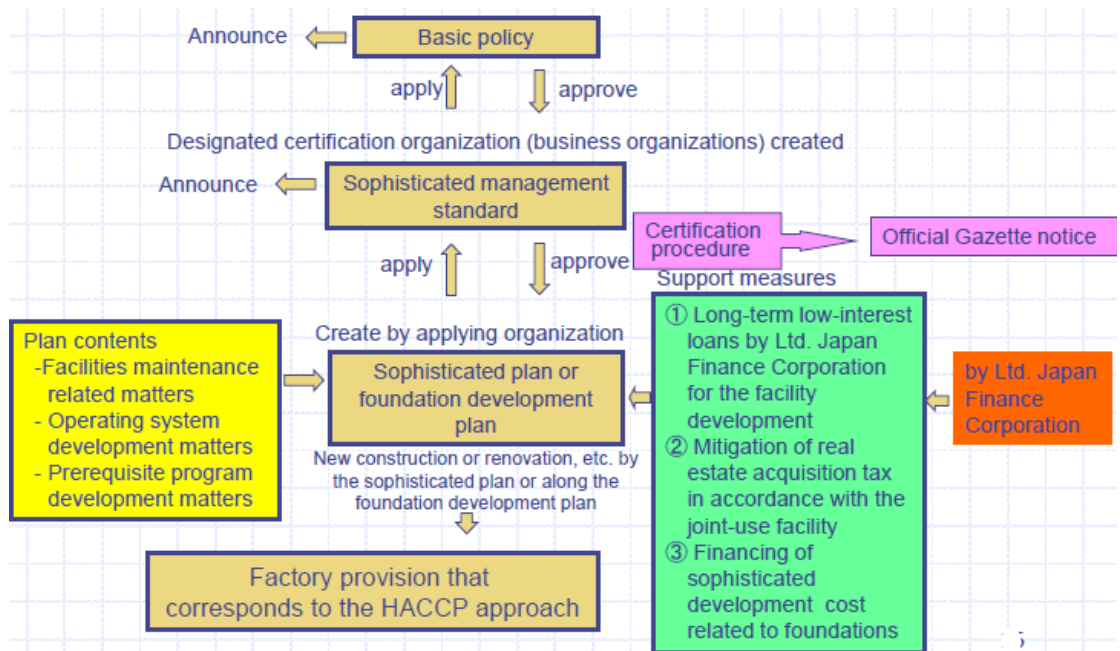 Announce
Basic policy
apply
approve
Designated certification organization (business organizations) created
Announce
Sophisticated management
standard
Certification
procedure
Official Gazette notice
apply
approve
Support measures
Plan contents
-Facilities maintenance
related matters
- Operating system
development matters
- Prerequisite program
development matters
Create by applying organization
Sophisticated plan or
foundation development
plan
New construction or renovation, etc. by
the sophisticated plan or along the
foundation development plan
① Long-term low-interest
loans by Ltd. Japan
Finance Corporation
for the facility
development
② Mitigation of real
estate acquisition tax
in accordance with the
joint-use facility
③ Financing of
sophisticated
development cost
related to foundations
by Ltd. Japan
Finance
Corporation
Factory provision that
corresponds to the HACCP approach